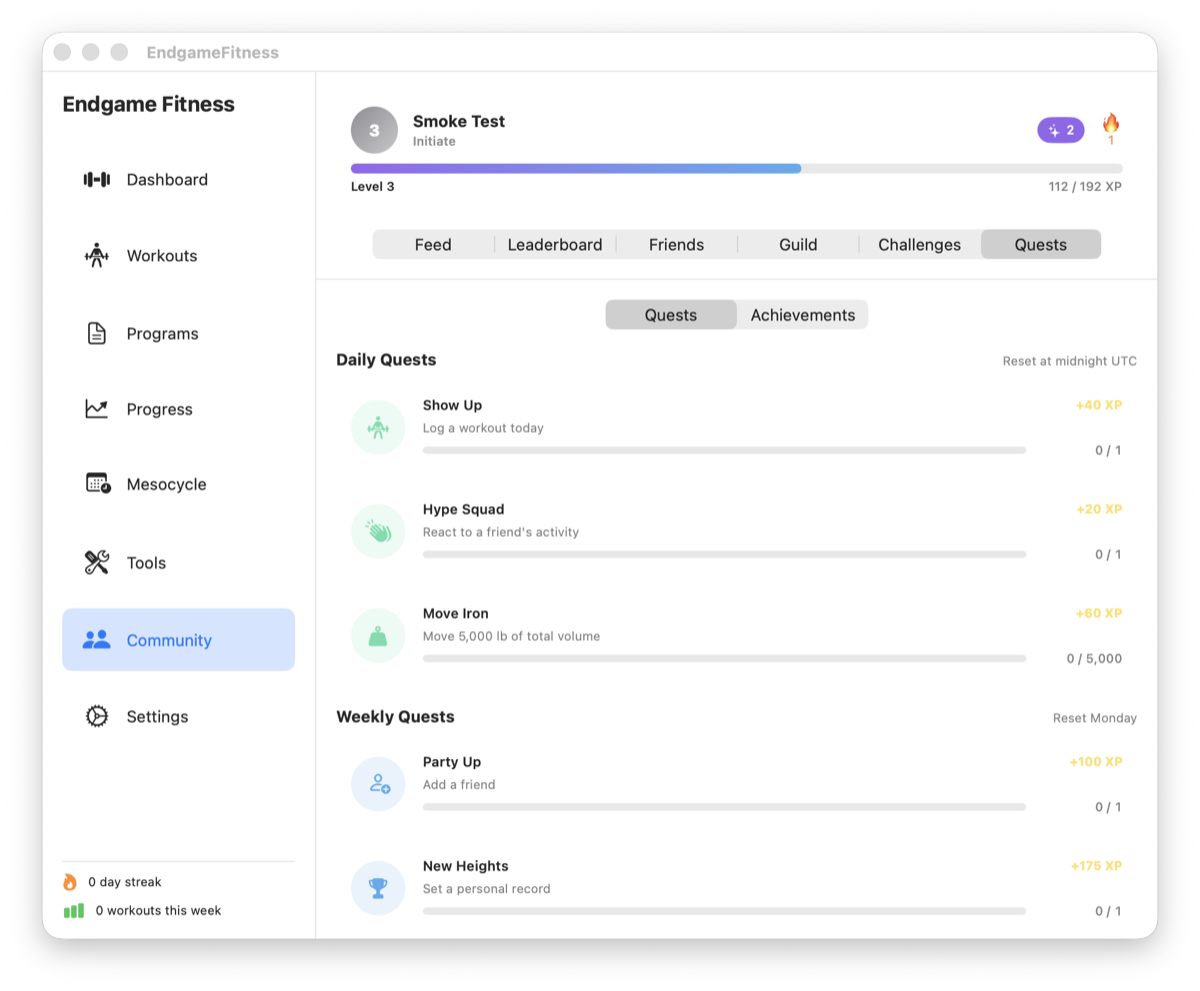 EndgameFitness
Endgame Fitness
Dashboard
Workouts
Programs
Progress
Mesocycle
Tools
Community
Settings
0 day streak
0 workouts this week
3
Smoke Test
Initiate
2
1
Level 3
112 / 192 XP
Feed
Leaderboard
Friends
Guild
Challenges
Quests
Quests
Achievements
Daily Quests
Reset at midnight UTC
Show Up
+40 XP
Log a workout today
0 / 1
Hype Squad
+20 XP
React to a friend's activity
0 / 1
Move Iron
+60 XP
Move 5,000 lb of total volume
0 / 5,000
Weekly Quests
Reset Monday
Party Up
+100 XP
Add a friend
0 / 1
New Heights
+175 XP
Set a personal record
0 / 1